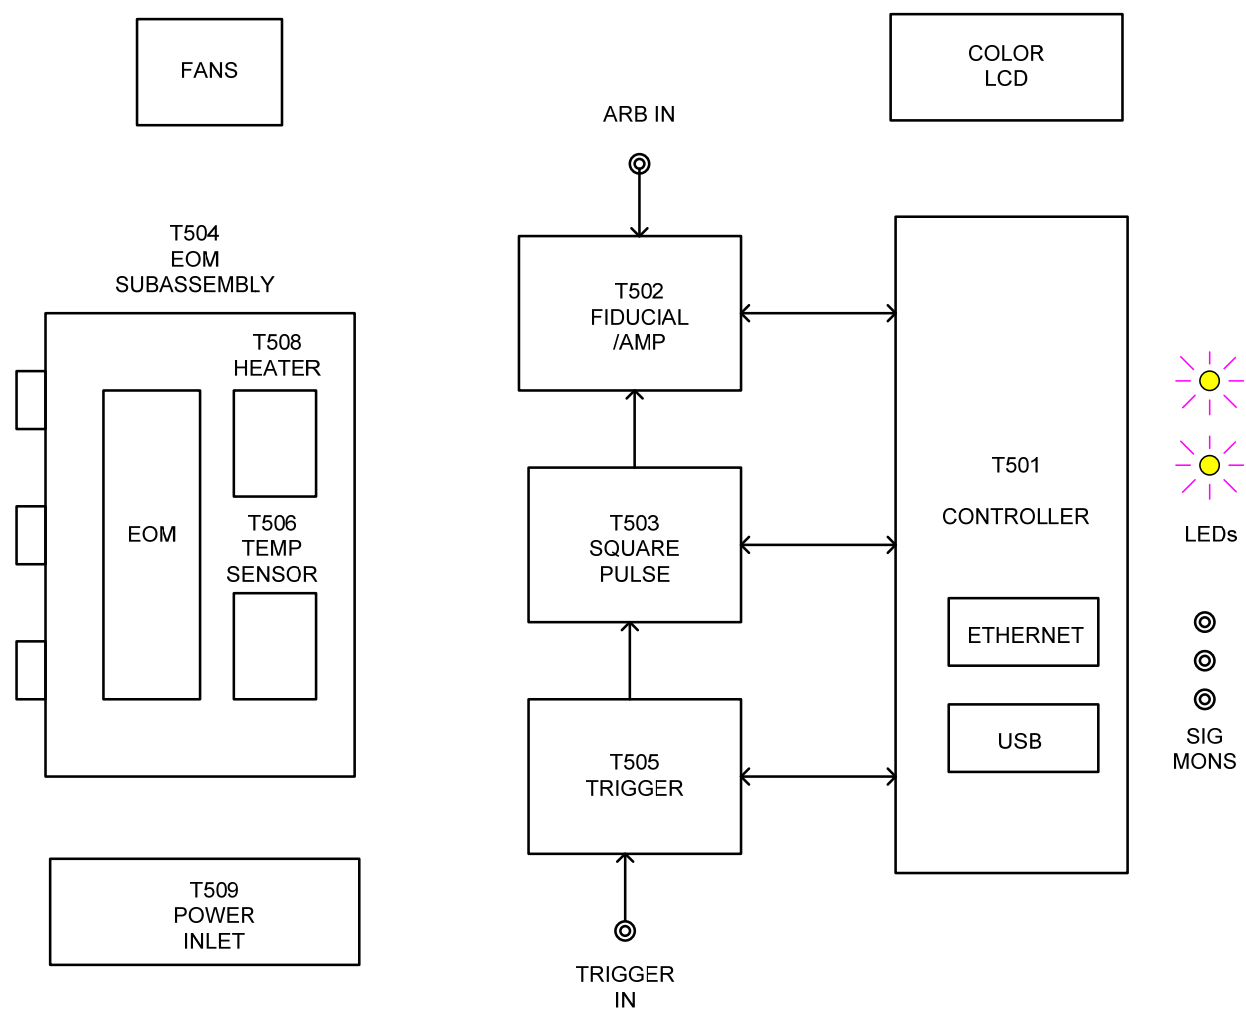 FANS
COLOR
LCD
ARB IN
T504
EOM
SUBASSEMBLY
T508
HEATER
EOM
T506
TEMP
SENSOR
T502
FIDUCIAL
/AMP
T503
SQUARE
PULSE
T505
TRIGGER
T501
CONTROLLER
ETHERNET
USB
LEDs
SIG
MONS
T509
POWER
INLET
TRIGGER
IN